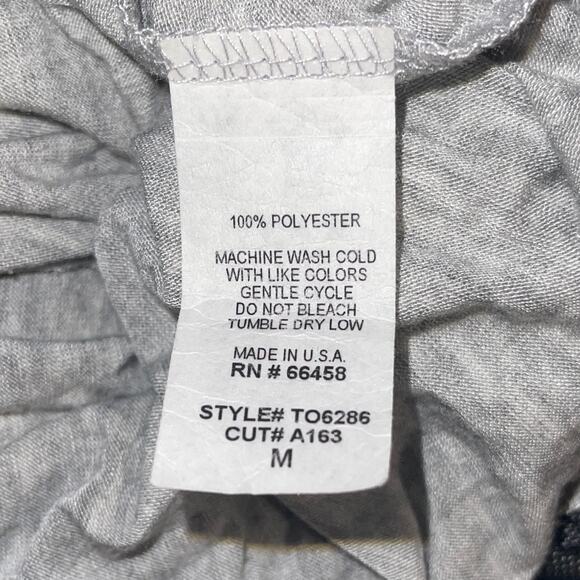 100% POLYESTER
MACHINE WASH COLD
WITH LIKE COLORS
GENTLE CYCLE
DO NOT BLEACH
TUMBLE DRY LOW
MADE IN U.S.A.
RN # 66458
STYLE# TO6286
CUT# A163
M